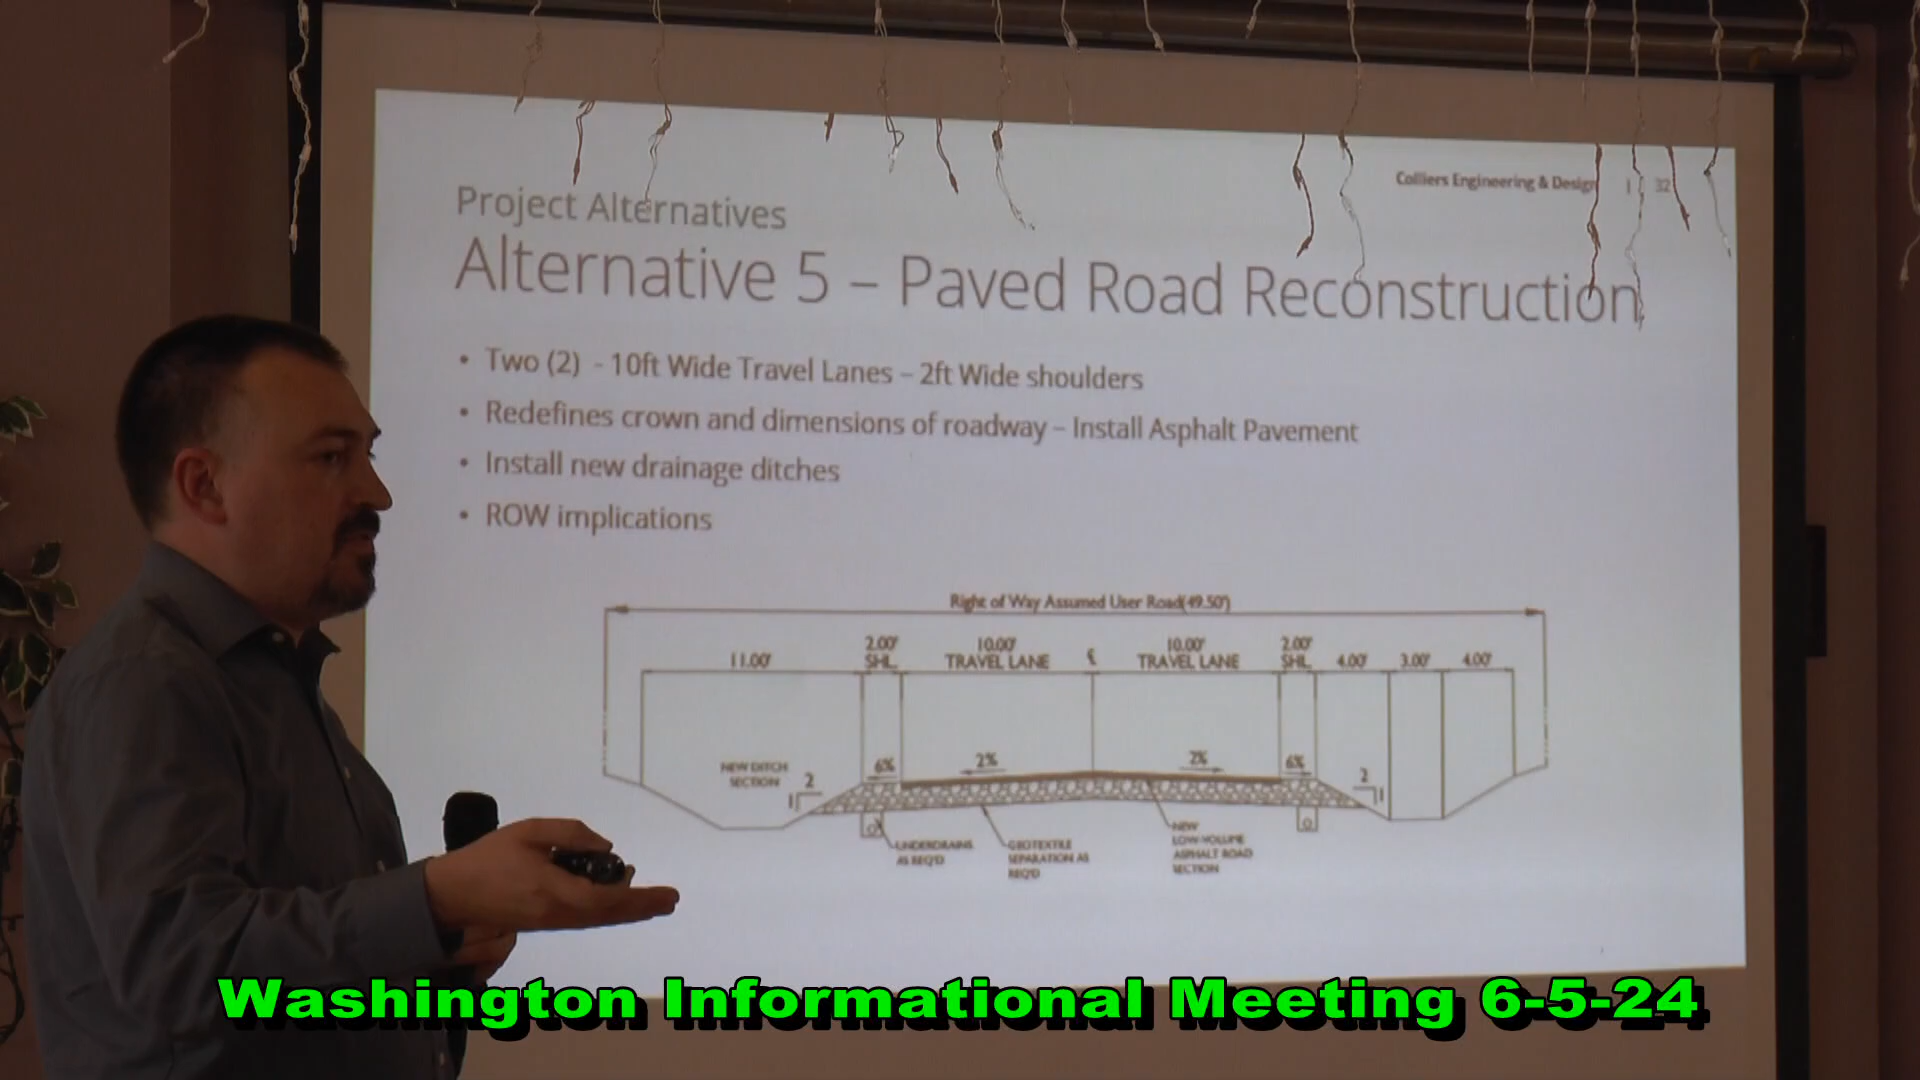 Colliers Engineering & Design | 32
Project Alternatives
Alternative 5 – Paved Road Reconstruction
• Two (2) - 10ft Wide Travel Lanes – 2ft Wide shoulders
• Redefines crown and dimensions of roadway – Install Asphalt Pavement
• Install new drainage ditches
• ROW implications
Right of Way Assumed User Road(49.50')
11.00' 2.00' SHL 10.00' TRAVEL LANE ℄ 10.00' TRAVEL LANE 2.00' SHL 4.00' 3.00' 4.00'
NEW DITCH
SECTION
2
1
6%
2%
2%
6%
2
1
UNDERDRAINS
AS REQ'D
GEOTEXTILE
SEPARATION AS
REQ'D
NEW
LOW-VOLUME
ASPHALT ROAD
SECTION
Washington Informational Meeting 6-5-24